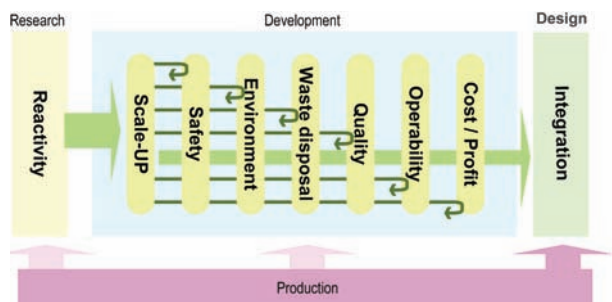 Research
Development
Design
Reactivity
Scale-UP
Safety
Environment
Waste disposal
Quality
Operability
Cost / Profit
Integration
Production